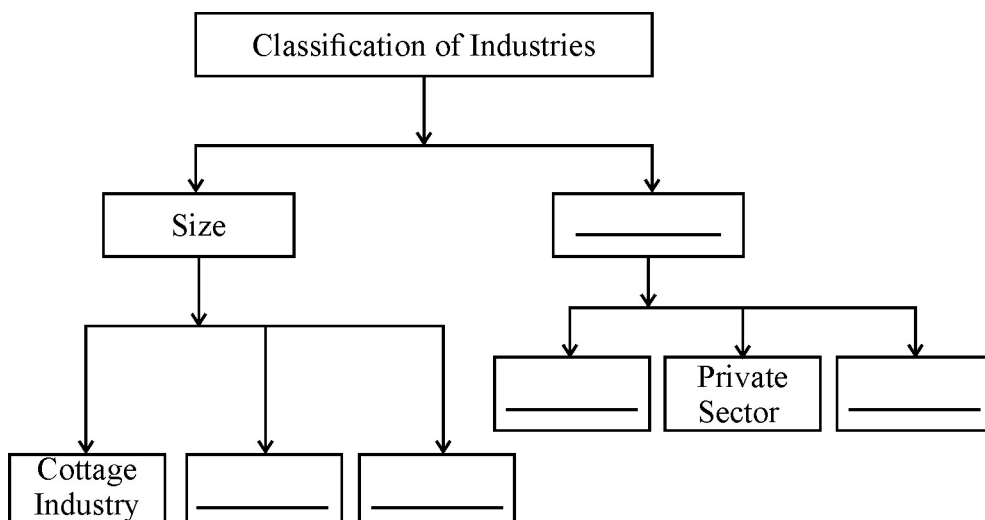 Classification of Industries
Size
Private
Sector
Cottage
Industry